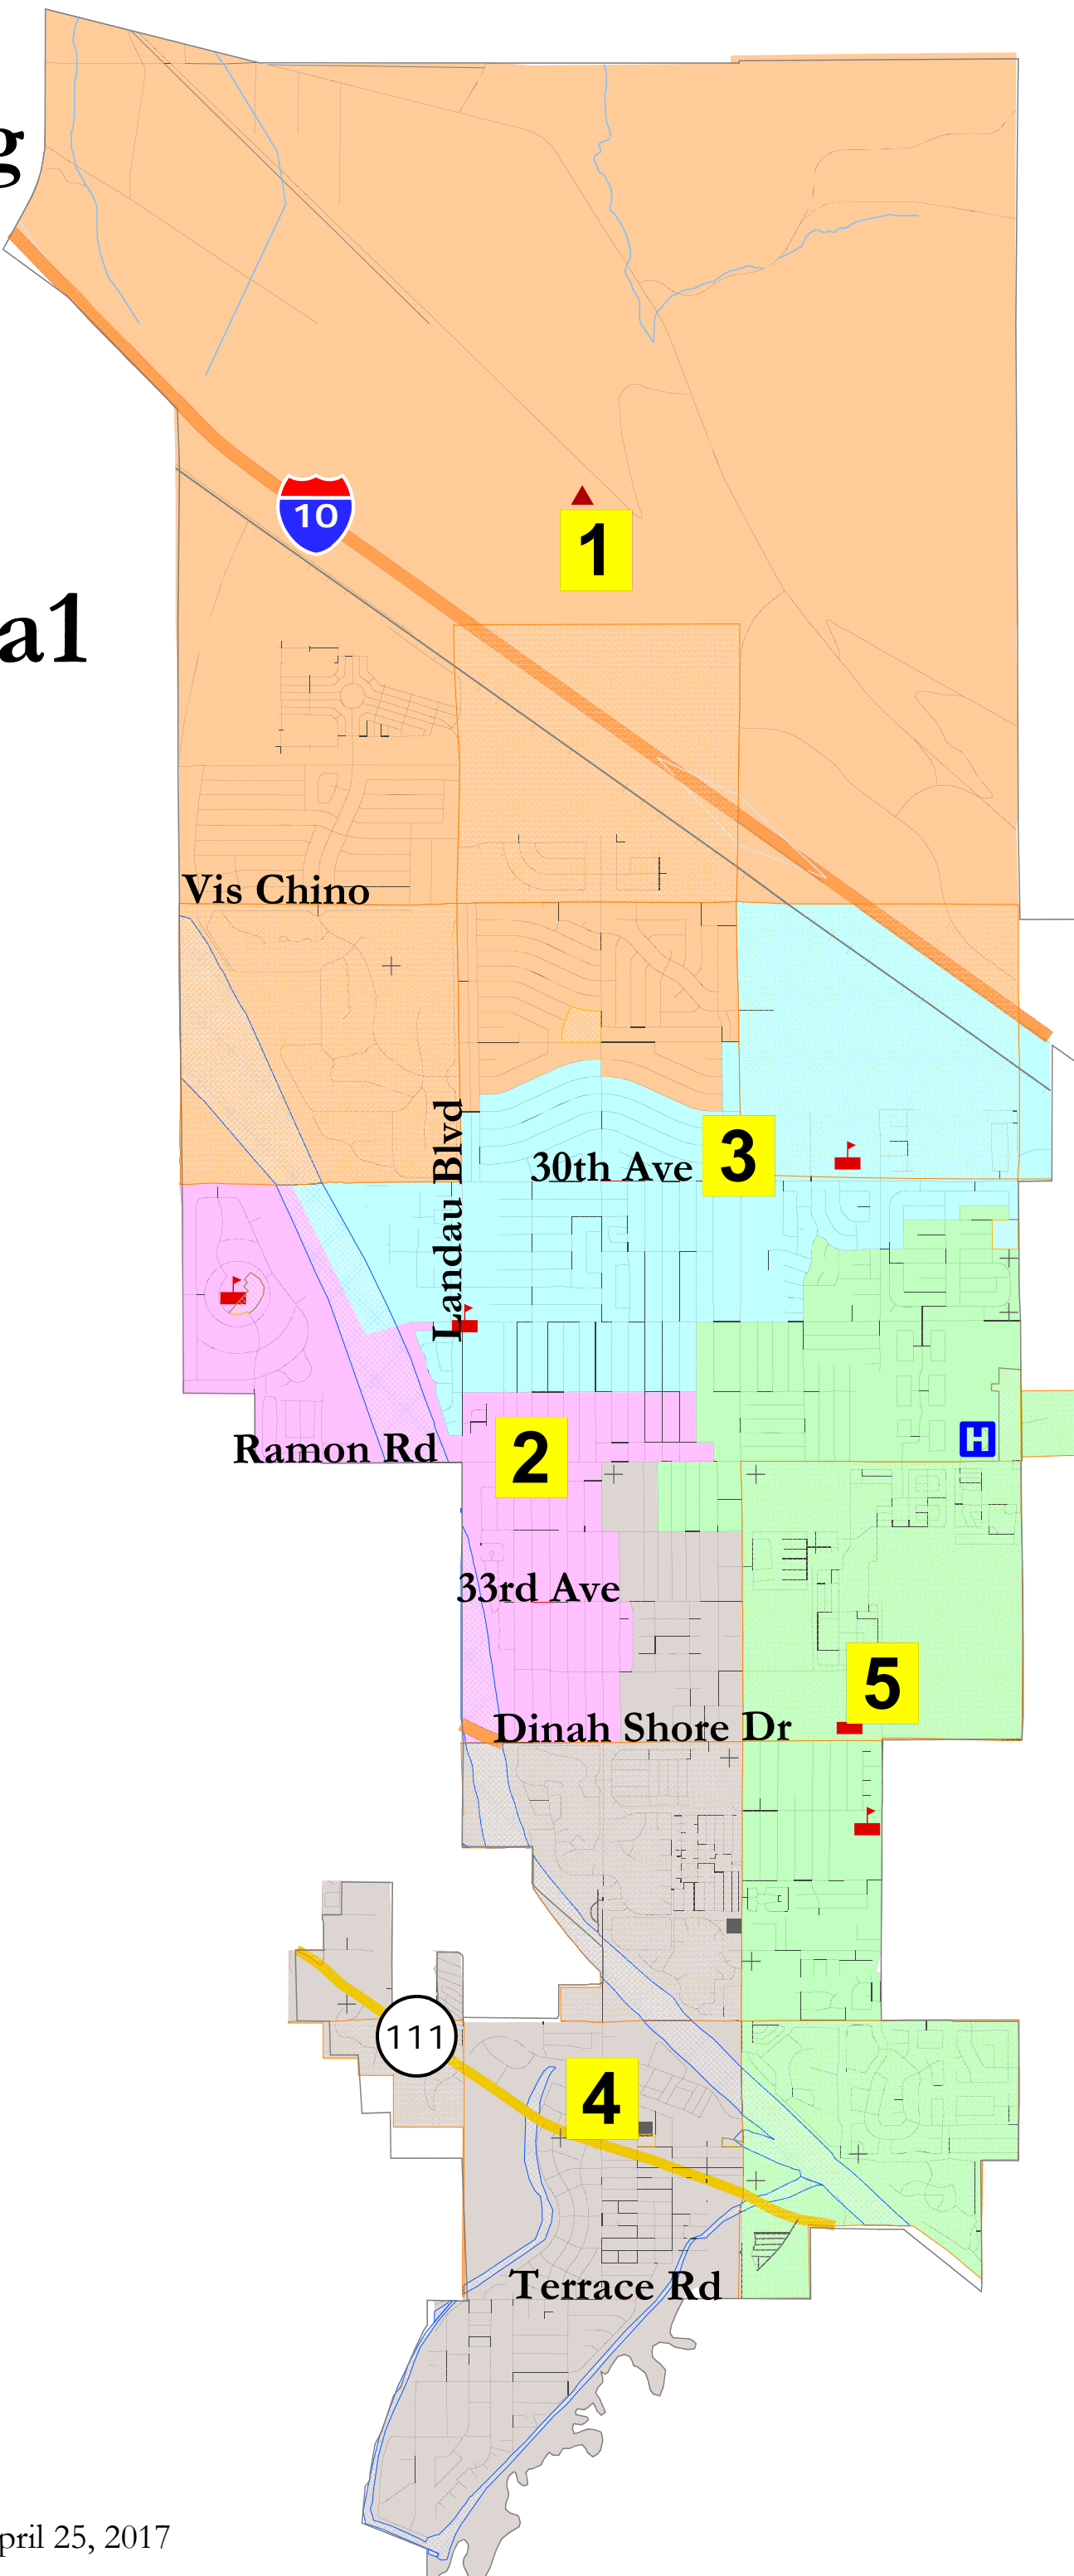 g
a1
10
1
Vis Chino
Landau Blvd
30th Ave
3
H
Ramon Rd
2
33rd Ave
5
Dinah Shore Dr
111
4
Terrace Rd
pril 25, 2017